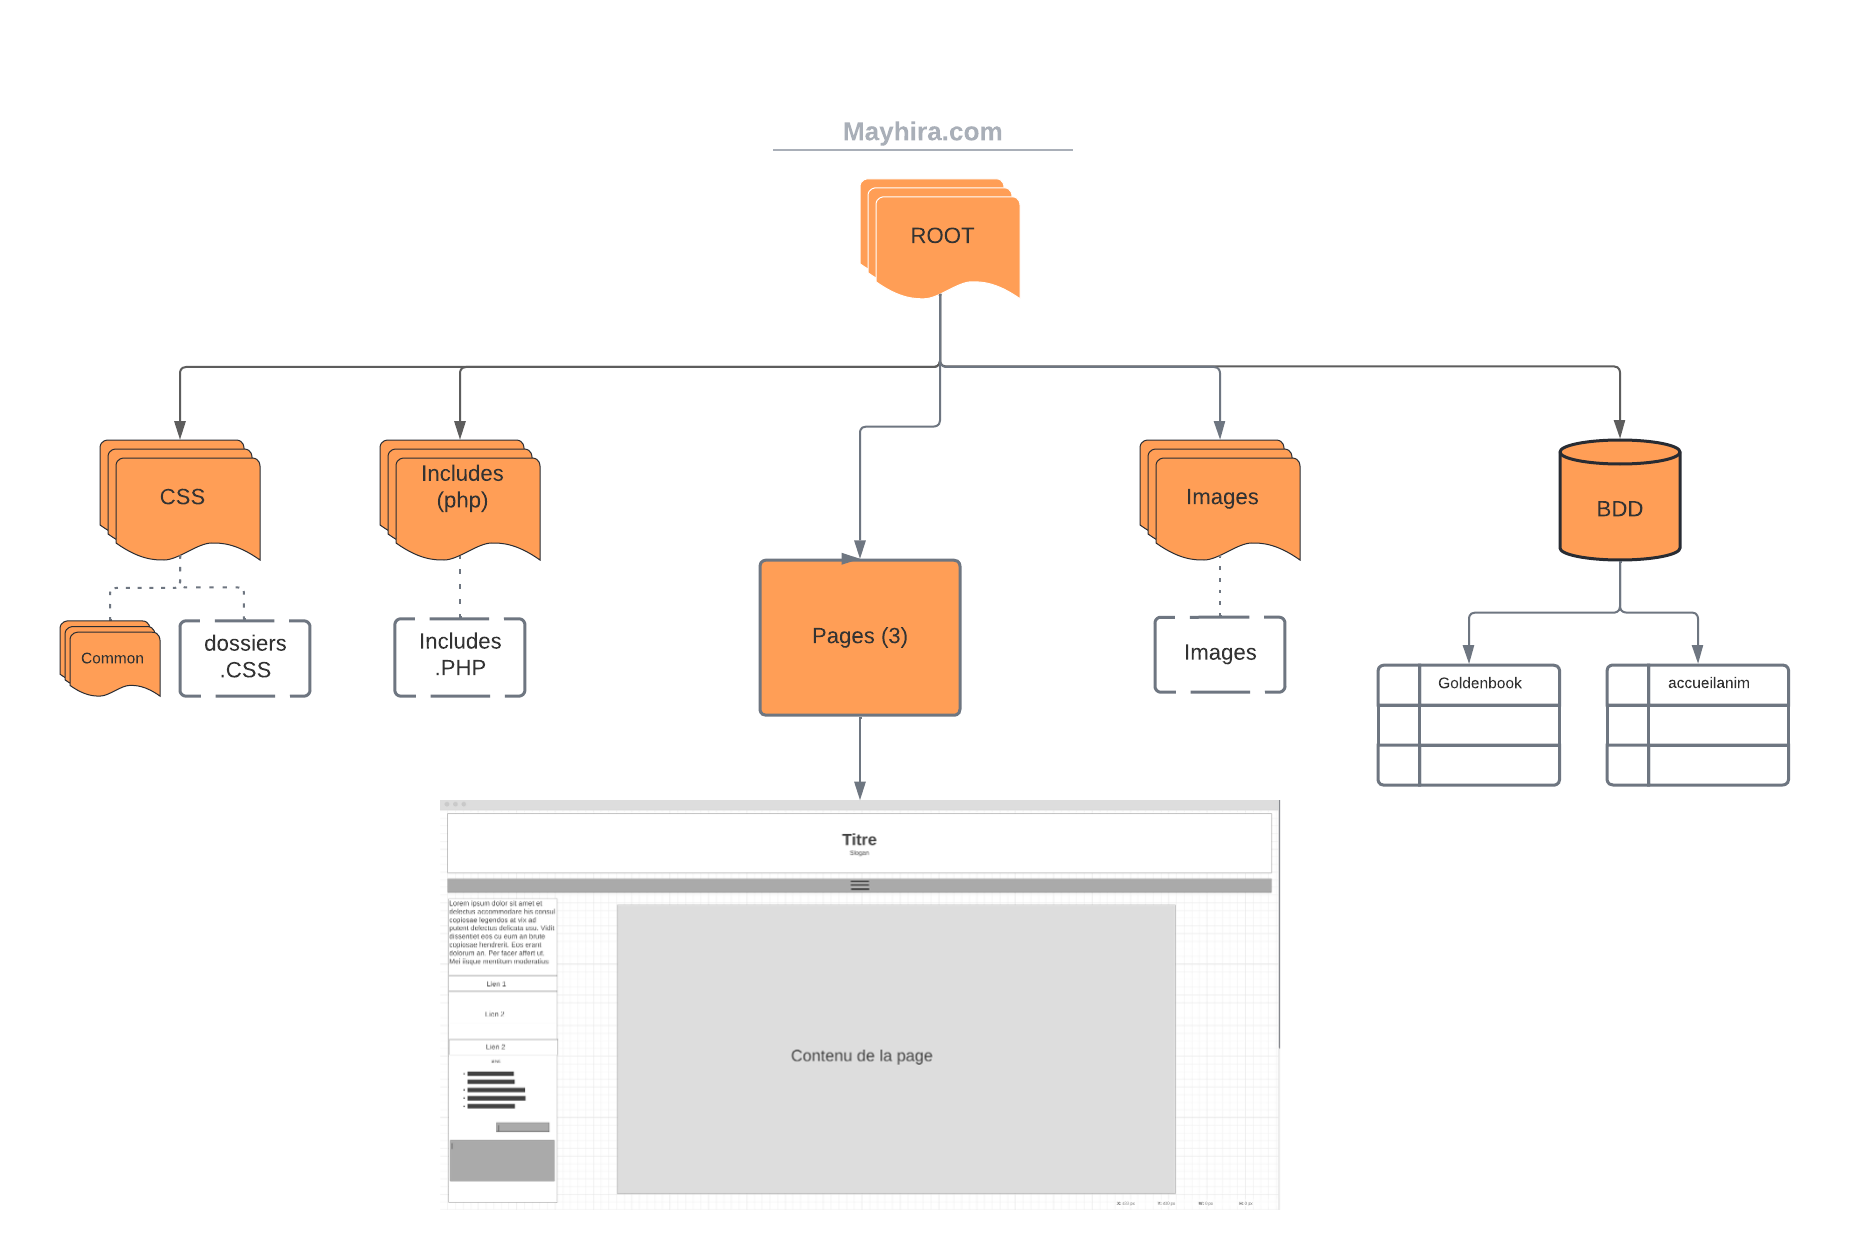 Mayhira.com
ROOT
CSS
Includes
(php)
Images
BDD
Common
dossiers
.CSS
Includes
.PHP
Pages (3)
Images
Goldenbook
accueilanim
Titre
Slogan
Lorem ipsum dolor sit amet et
delectus accommodare his consul
copiosae legendos at vix ad
putent delectus delicata usu. Vidit
dissentiet eos cu eum an brute
copiosae hendrerit. Eos erant
dolorum an. Per facer affert ut.
Mei iisque mentitum moderatius
Lien 1
Lien 2
Lien 2
Contenu de la page